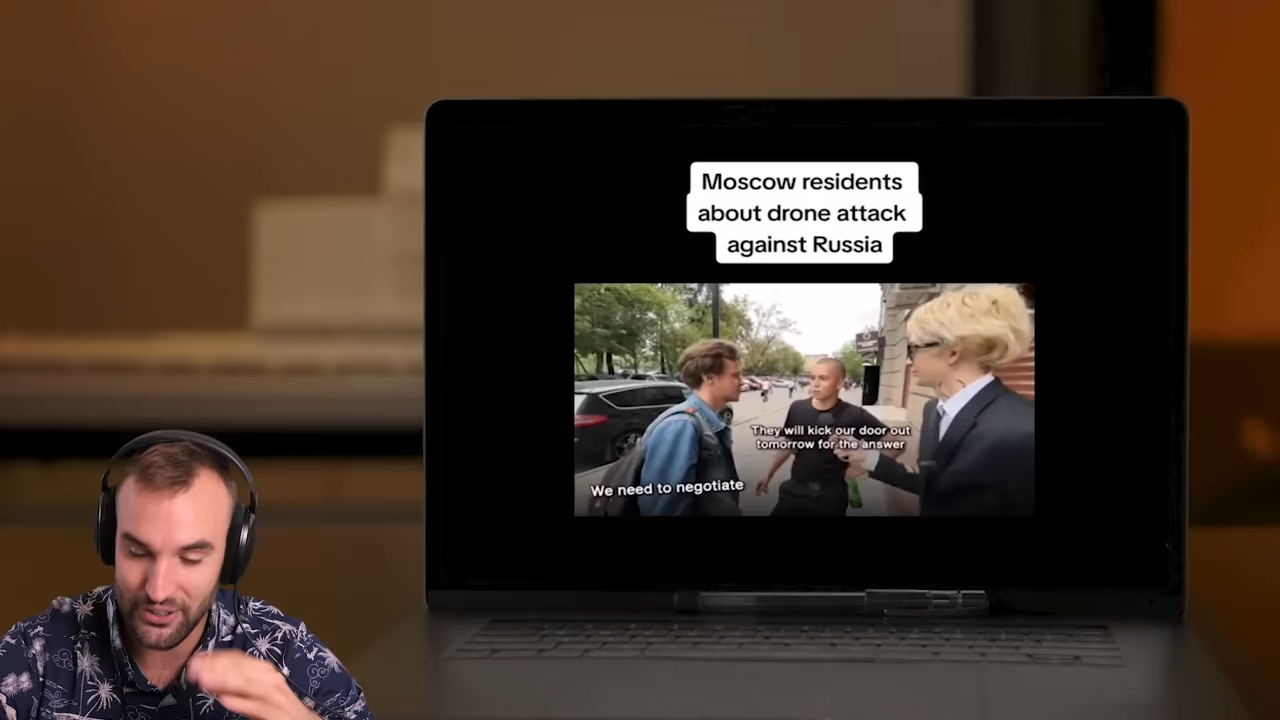 Moscow residents
about drone attack
against Russia
They will kick our door out
tomorrow for the answer
We need to negotiate